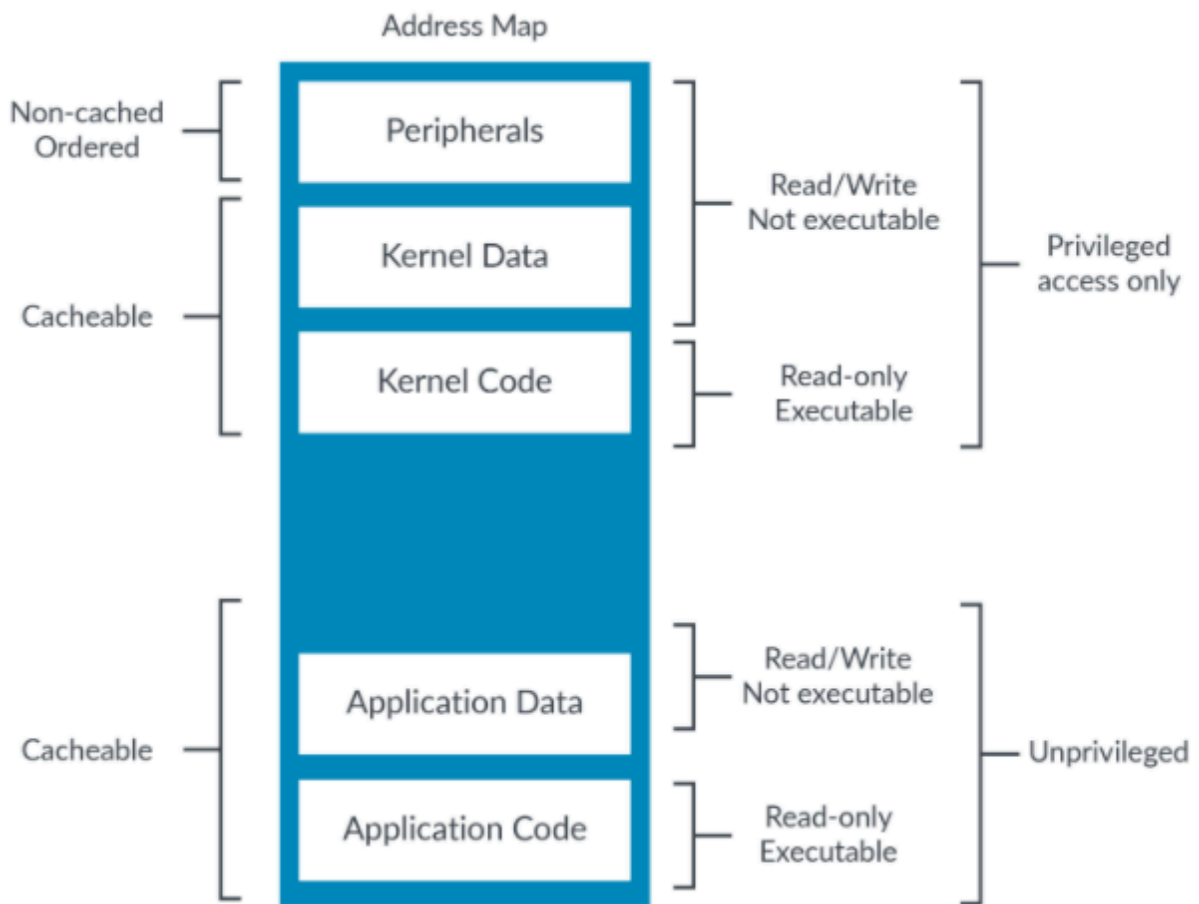 Address Map
Non-cached
Ordered
Peripherals
Read/Write
Not executable
Privileged
access only
Kernel Data
Cacheable
Kernel Code
Read-only
Executable
Application Data
Read/Write
Not executable
Cacheable
Unprivileged
Application Code
Read-only
Executable